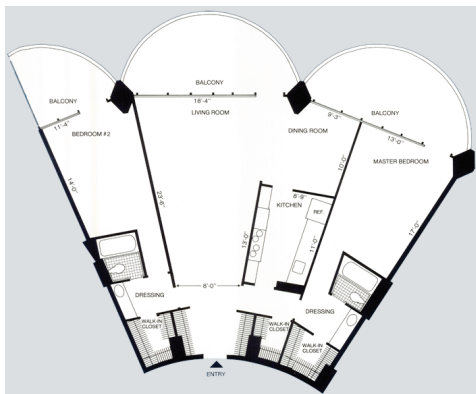 BALCONY
18'-4"
LIVING ROOM
BALCONY
11'-4"
BEDROOM #2
BALCONY
9'-3"
13'-0"
DINING ROOM
10'-0"
MASTER BEDROOM
14'-0"
23'-6"
8'-9"
KITCHEN
REF.
13'-0"
11'-0"
17'-0"
8'-0"
DRESSING
DRESSING
WALK-IN
CLOSET
WALK-IN
CLOSET
WALK-IN
CLOSET
ENTRY